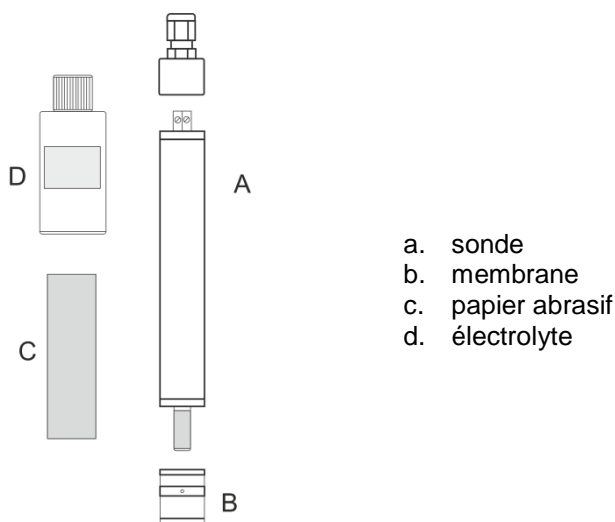 D
A
C
B
a. sonde
b. membrane
c. papier abrasif
d. électrolyte